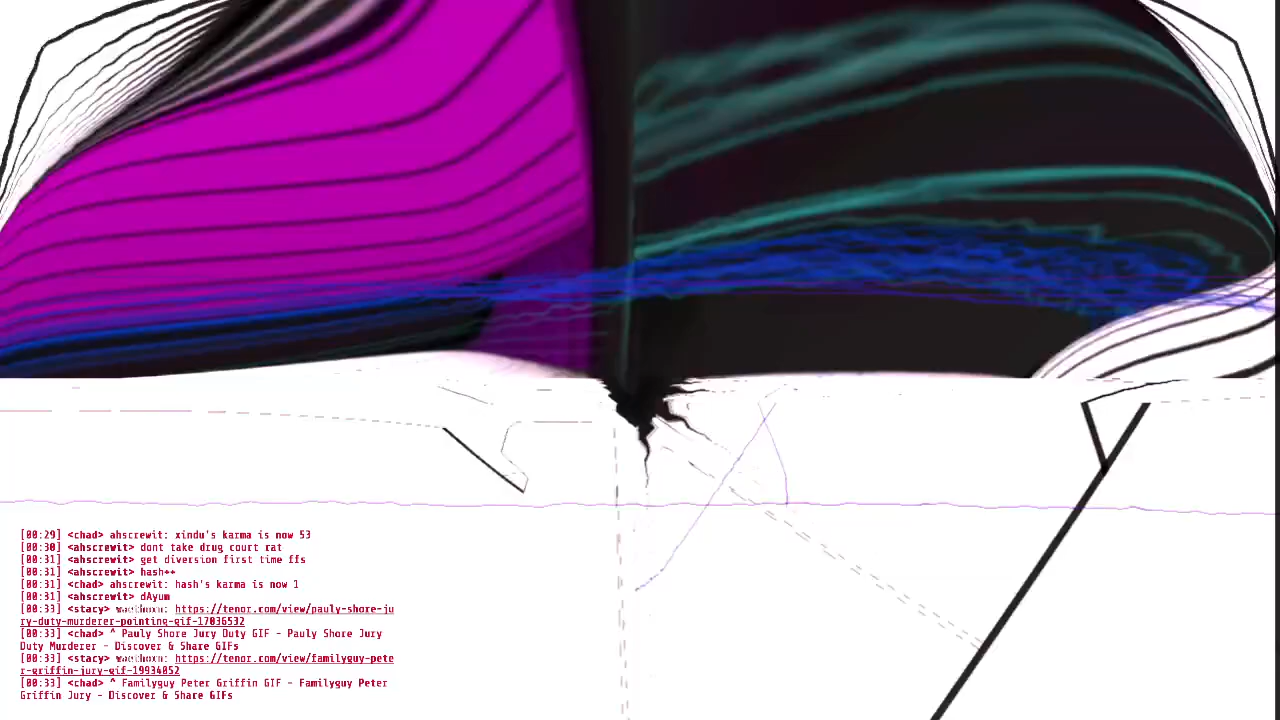 [00:29] <chad> ahscrewit: xindu's karma is now 53
[00:30] <ahscrewit> dont take drug court rat
[00:31] <ahscrewit> get diversion first time ffs
[00:31] <ahscrewit> hash++
[00:31] <chad> ahscrewit: hash's karma is now 1
[00:31] <ahscrewit> dAyum
[00:33] <stacy> https://tenor.com/view/pauly-shore-ju
ry-duty-murderer-pointing-gif-17036532
[00:33] <chad> ^ Pauly Shore Jury Duty GIF - Pauly Shore Jury
Duty Murderer - Discover & Share GIFs
[00:33] <stacy> https://tenor.com/view/familyguy-pete
r-griffin-jury-gif-19934052
[00:33] <chad> ^ Familyguy Peter Griffin GIF - Familyguy Peter
Griffin Jury - Discover & Share GIFs